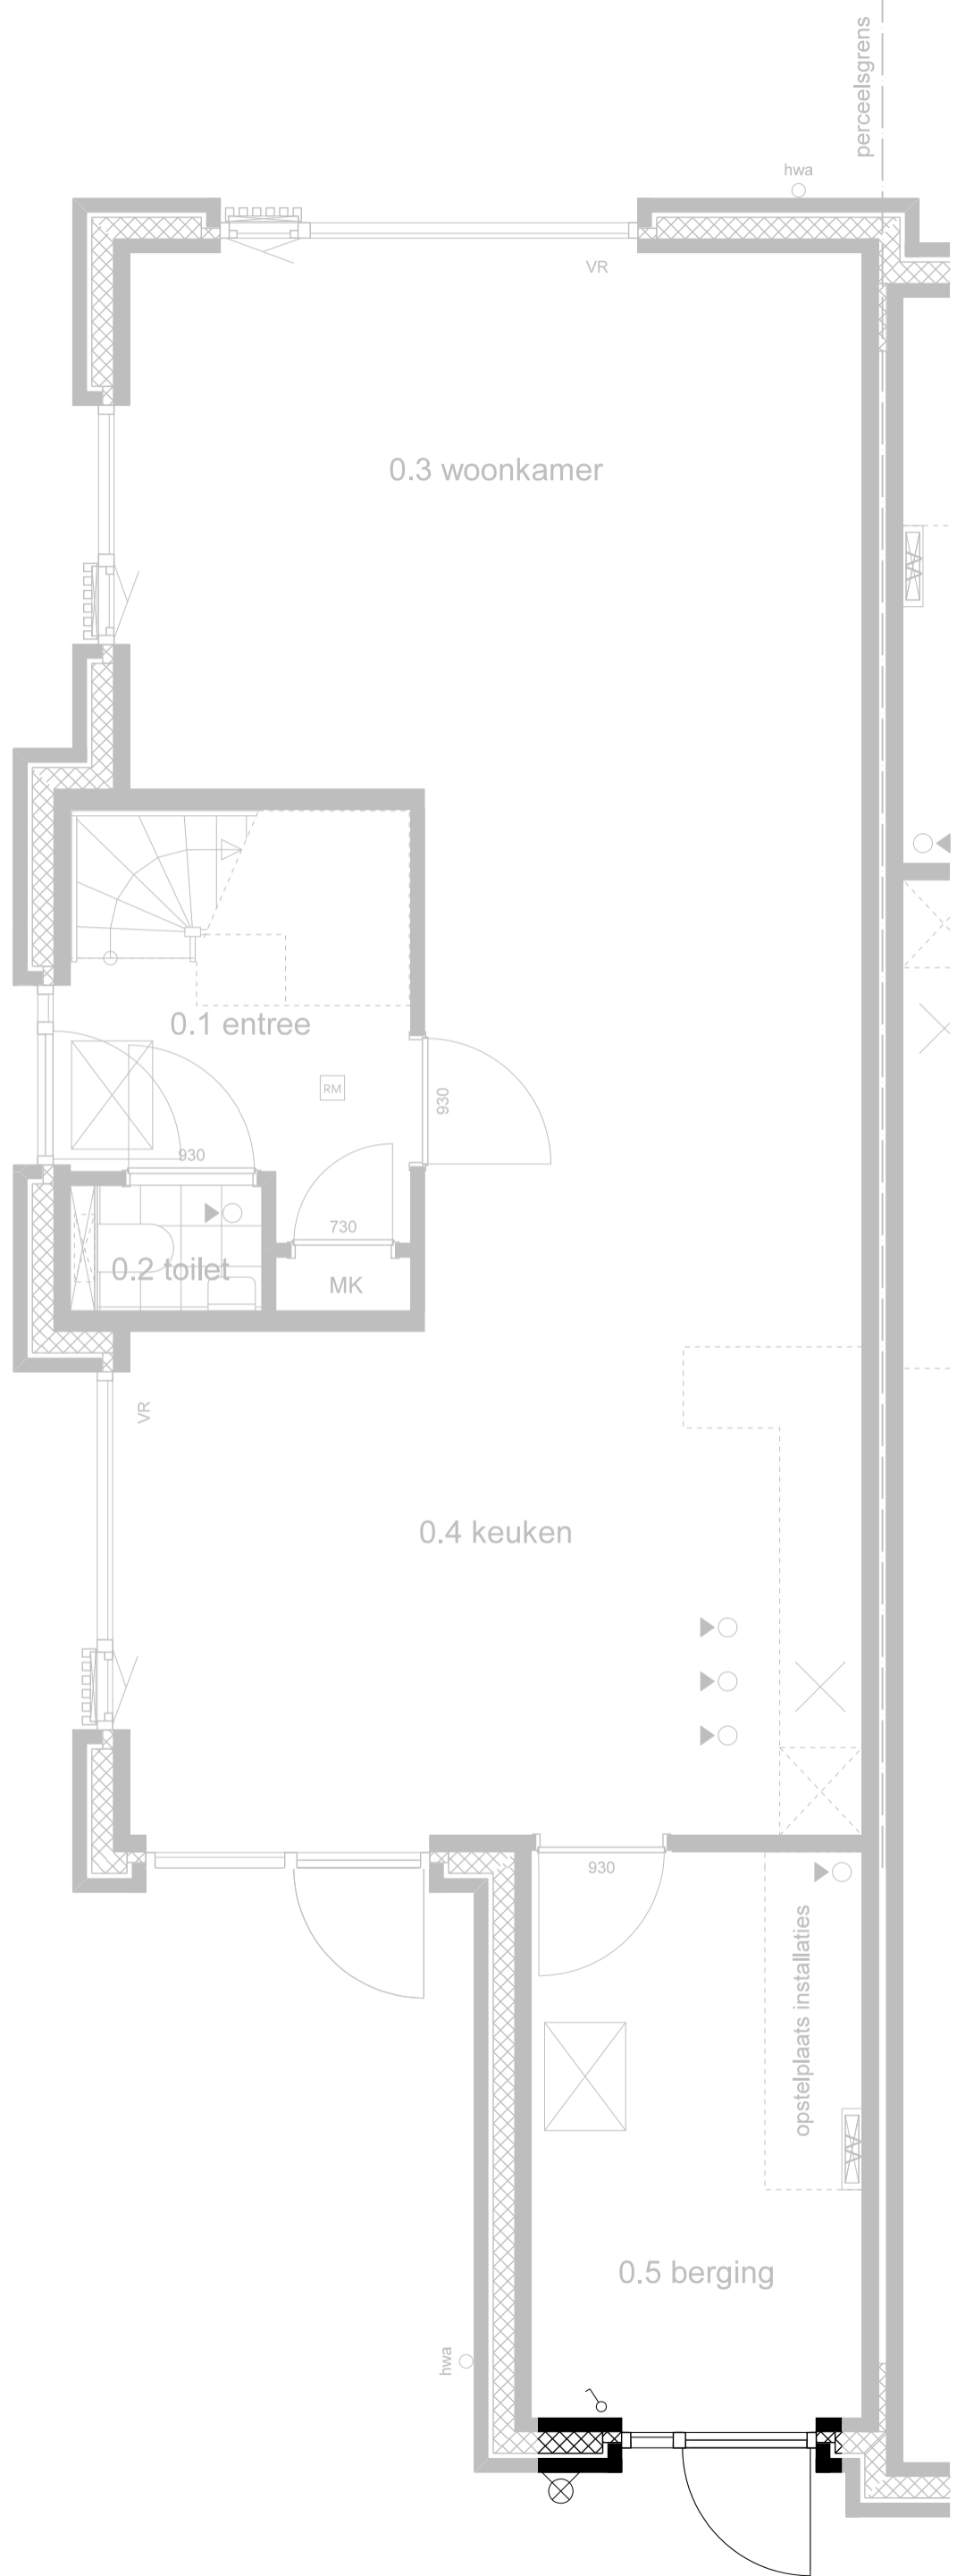 perceelsgrens
hwa
VR
0.3 woonkamer
W
0.1 entree
RM
930
930
730
0.2 toilet
MK
VR
0.4 keuken
930
opstelplaats installaties
W
0.5 berging
hwa